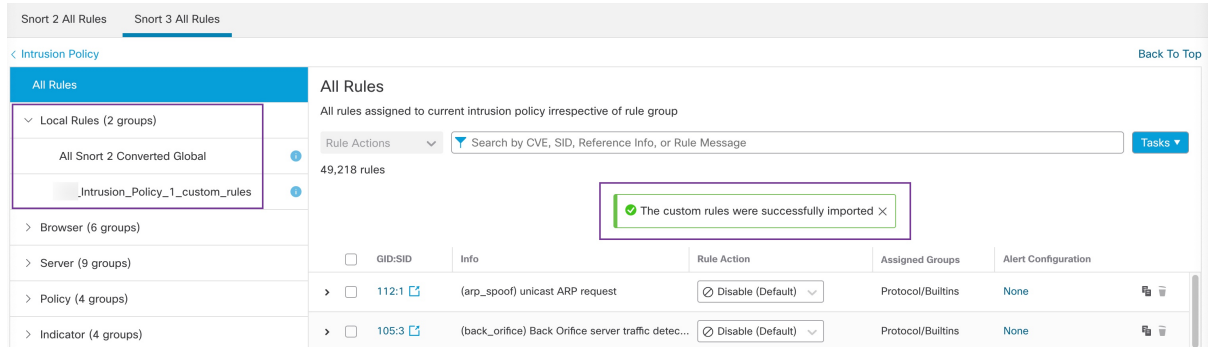 Snort 2 All Rules Snort 3 All Rules
< Intrusion Policy Back To Top
All Rules
Local Rules (2 groups)
All Snort 2 Converted Global
_Intrusion_Policy_1_custom_rules
Browser (6 groups)
Server (9 groups)
Policy (4 groups)
Indicator (4 groups)
All Rules
All rules assigned to current intrusion policy irrespective of rule group
Rule Actions Search by CVE, SID, Reference Info, or Rule Message Tasks
49,218 rules
The custom rules were successfully imported
GID:SID Info Rule Action Assigned Groups Alert Configuration
112:1 (arp_spoof) unicast ARP request Disable (Default) Protocol/Builtins None
105:3 (back_orifice) Back Orifice server traffic detec... Disable (Default) Protocol/Builtins None